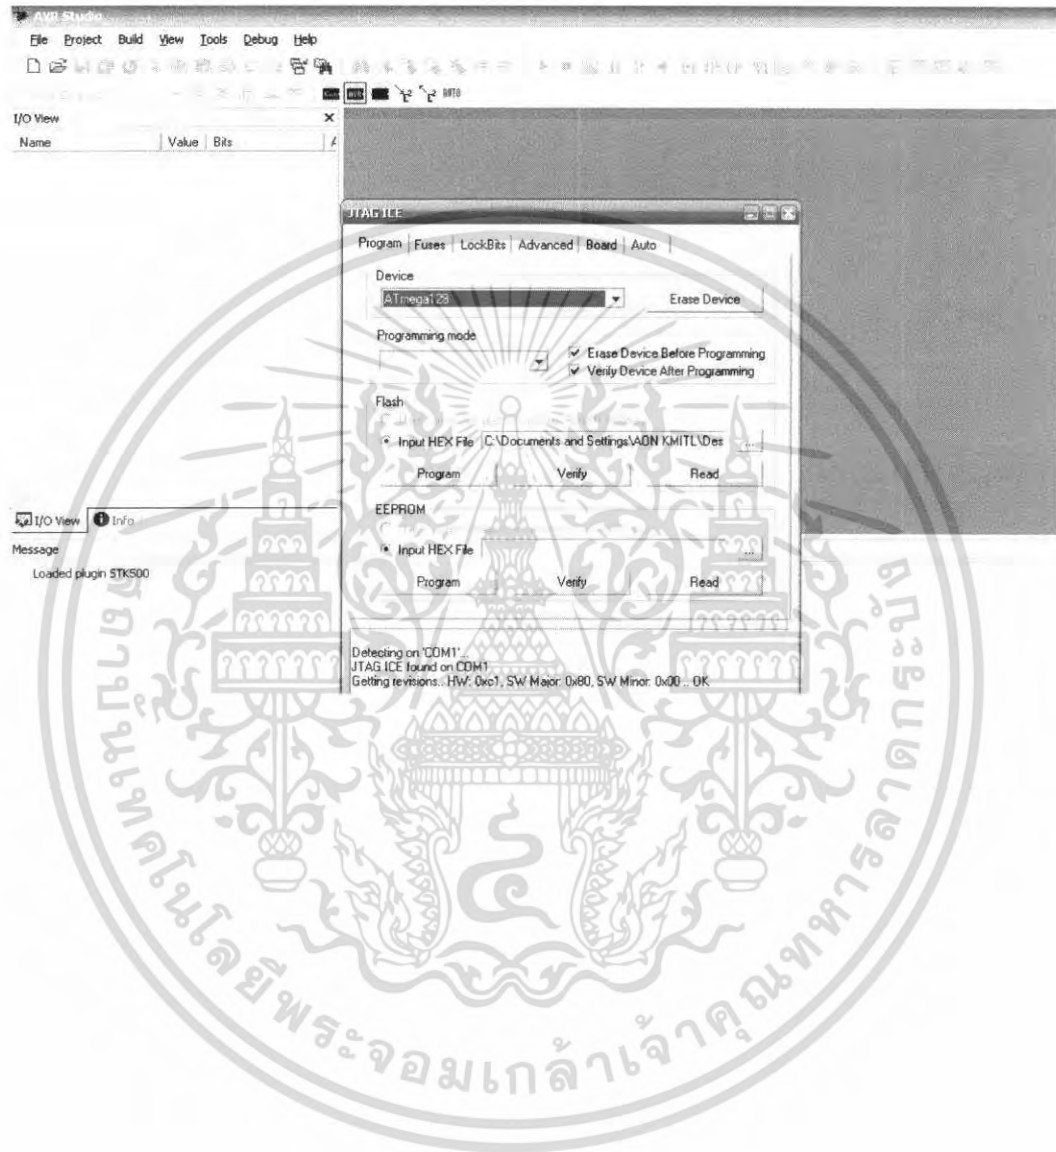 AVR Studio
File Project Build View Tools Debug Help
AUTO
I/O View
Name Value Bits
JTAG ICE
Program Fuses LockBits Advanced Board Auto
Device
ATmega128 Erase Device
Programming mode
Erase Device Before Programming
Verify Device After Programming
Flash
Input HEX File C:\Documents and Settings\AON KMITL\Des ...
Program Verify Read
EEPROM
Input HEX File ...
Program Verify Read
I/O View Info
Message
Loaded plugin STK500
Detecting on 'COM1'...
JTAG ICE found on COM1
Getting revisions.. HW: 0xc1, SW Major: 0x80, SW Minor: 0x00 .. OK
สถาบันเทคโนโลยีพระจอมเกล้าเจ้าคุณทหารลาดกระบัง